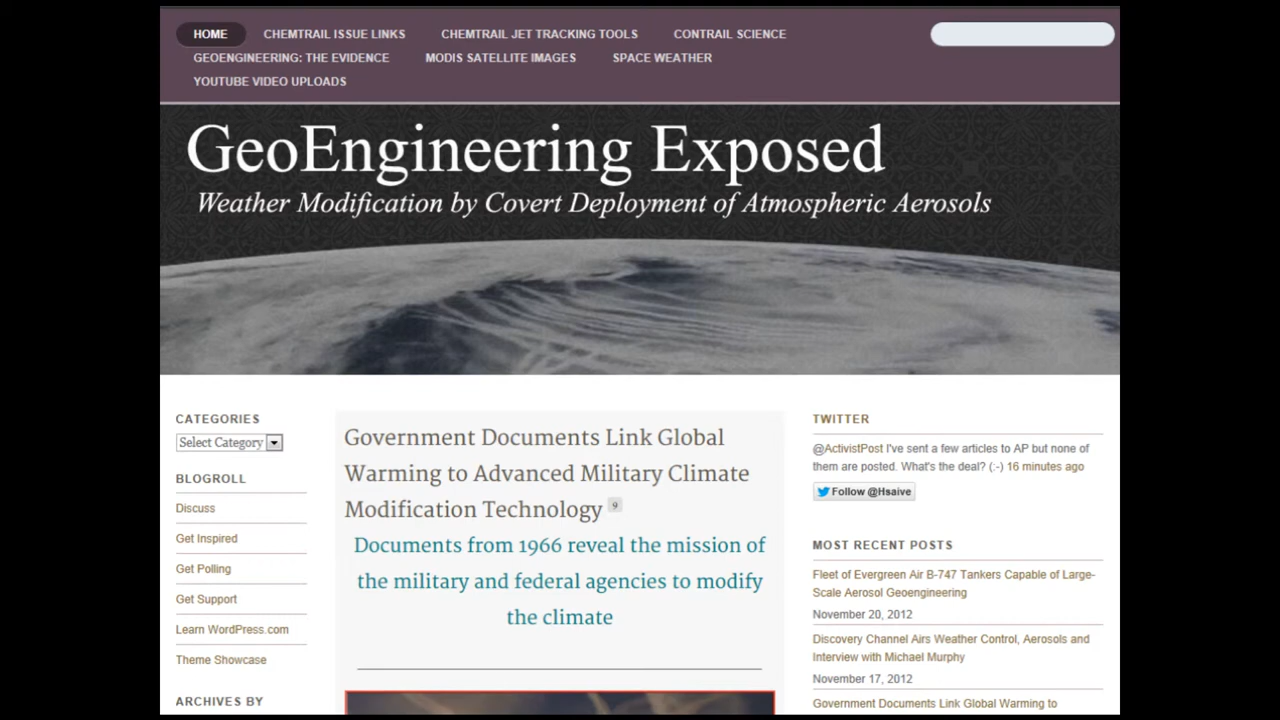 HOME
CHEMTRAIL ISSUE LINKS
CHEMTRAIL JET TRACKING TOOLS
CONTRAIL SCIENCE
GEOENGINEERING: THE EVIDENCE
MODIS SATELLITE IMAGES
SPACE WEATHER
YOUTUBE VIDEO UPLOADS
GeoEngineering Exposed
Weather Modification by Covert Deployment of Atmospheric Aerosols
CATEGORIES
Select Category
BLOGROLL
Discuss
Get Inspired
Get Polling
Get Support
Learn WordPress.com
Theme Showcase
ARCHIVES BY
Government Documents Link Global
Warming to Advanced Military Climate
Modification Technology 9
Documents from 1966 reveal the mission of
the military and federal agencies to modify
the climate
TWITTER
@ActivistPost I've sent a few articles to AP but none of
them are posted. What's the deal? (:-) 16 minutes ago
Follow @Hsaive
MOST RECENT POSTS
Fleet of Evergreen Air B-747 Tankers Capable of Large-
Scale Aerosol Geoengineering
November 20, 2012
Discovery Channel Airs Weather Control, Aerosols and
Interview with Michael Murphy
November 17, 2012
Government Documents Link Global Warming to